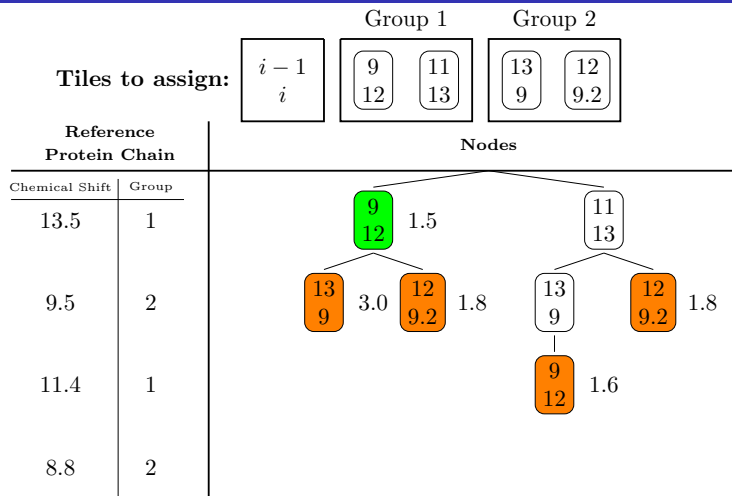 Group 1 Group 2
Tiles to assign: i − 1 9 11 13 12
i 12 13 9 9.2
Reference
Protein Chain
Nodes
Chemical Shift Group
13.5 1
9 1.5 11
12 13
9.5 2
13 3.0 12 1.8 13 12 1.8
9 9.2 9 9.2
11.4 1
9 1.6
12
8.8 2